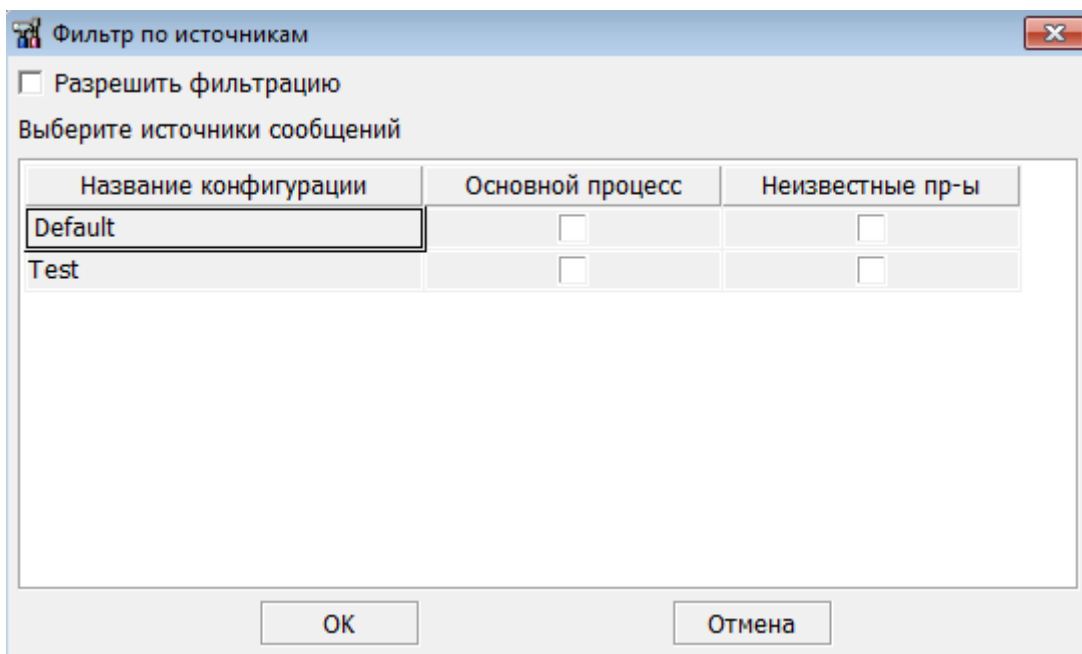 Фильтр по источникам
Разрешить фильтрацию
Выберите источники сообщений
Название конфигурации Основной процесс Неизвестные пр-ы
Default
Test
OK Отмена